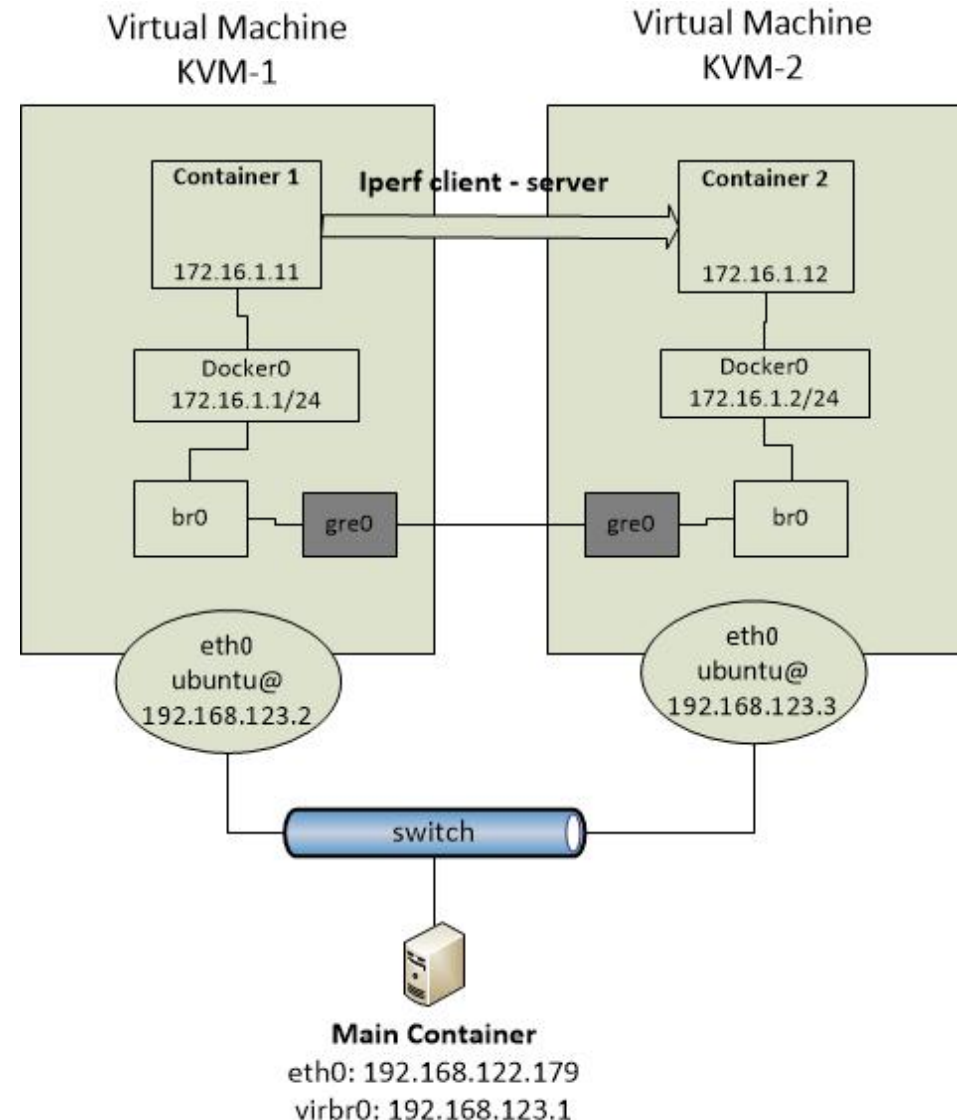 Virtual Machine
KVM-1
Virtual Machine
KVM-2
Container 1
172.16.1.11
Iperf client - server
Container 2
172.16.1.12
Docker0
172.16.1.1/24
Docker0
172.16.1.2/24
br0
gre0
gre0
br0
eth0
ubuntu@
192.168.123.2
eth0
ubuntu@
192.168.123.3
switch
Main Container
eth0: 192.168.122.179
virbr0: 192.168.123.1